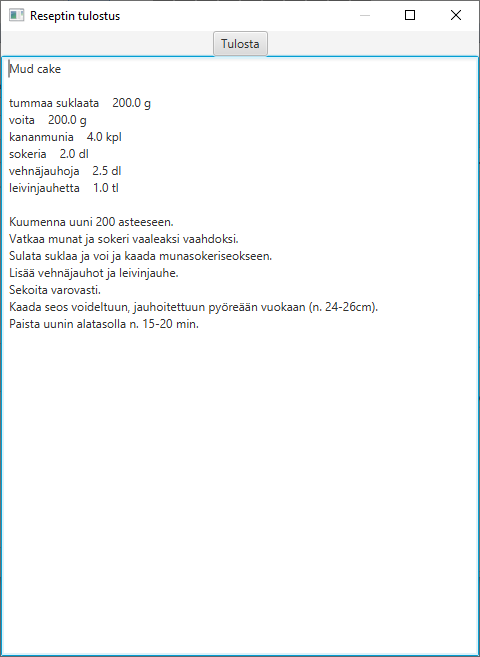 Reseptin tulostus
Tulosta
Mud cake
tummaa suklaata 200.0 g
voita 200.0 g
kananmunia 4.0 kpl
sokeria 2.0 dl
vehnäjauhoja 2.5 dl
leivinjauhetta 1.0 tl
Kuumenna uuni 200 asteeseen.
Vatkaa munat ja sokeri vaaleaksi vaahdoksi.
Sulata suklaa ja voi ja kaada munasokeriseokseen.
Lisää vehnäjauhot ja leivinjauhe.
Sekoita varovasti.
Kaada seos voideltuun, jauhoitettuun pyöreään vuokaan (n. 24-26cm).
Paista uunin alatasolla n. 15-20 min.